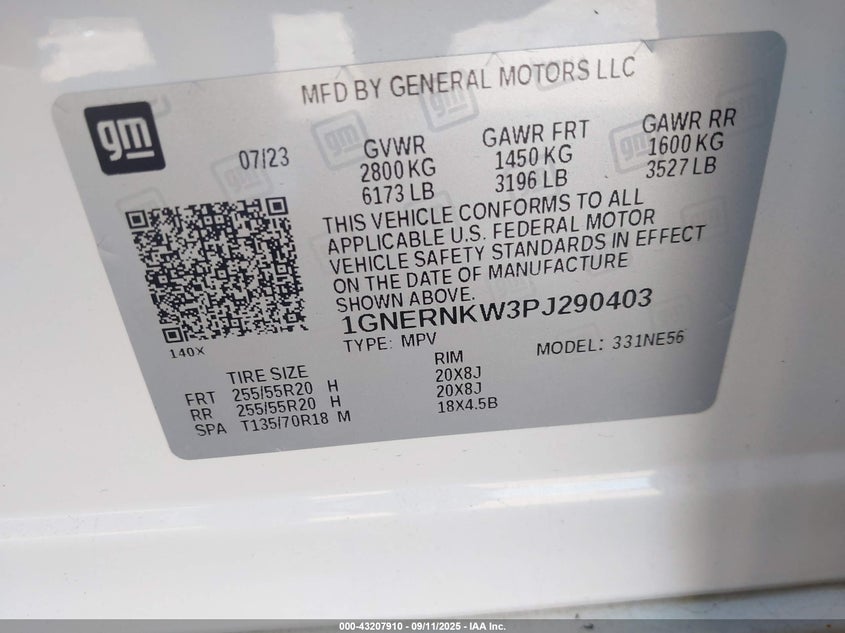 MFD BY GENERAL MOTORS LLC
gm
07/23
GVWR
2800 KG
6173 LB
GAWR FRT
1450 KG
3196 LB
GAWR RR
1600 KG
3527 LB
THIS VEHICLE CONFORMS TO ALL
APPLICABLE U.S. FEDERAL MOTOR
VEHICLE SAFETY STANDARDS IN EFFECT
ON THE DATE OF MANUFACTURE
SHOWN ABOVE.
1GNERNKW3PJ290403
140X
TYPE: MPV
MODEL: 331NE56
TIRE SIZE RIM
FRT 255/55R20 H 20X8J
RR 255/55R20 H 20X8J
SPA T135/70R18 M 18X4.5B
000-43207910 - 09/11/2025 - IAA Inc.